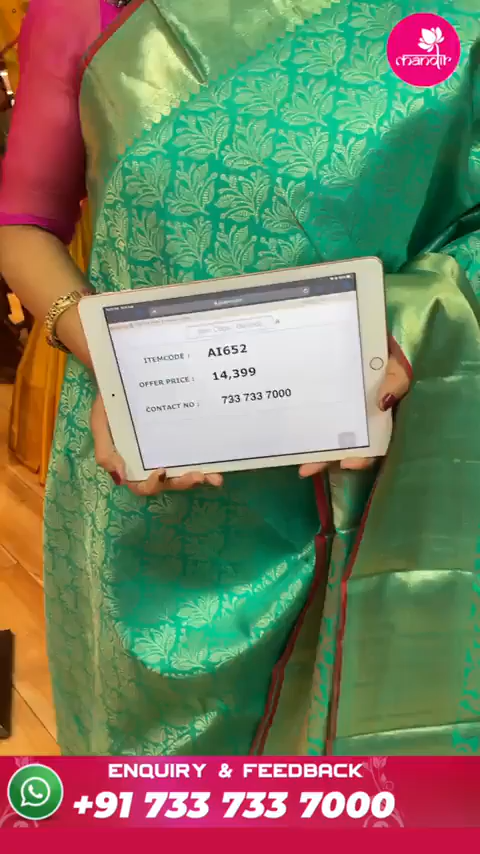 mandir
ITEMCODE : AI652
OFFER PRICE : 14,399
CONTACT NO : 733 733 7000
ENQUIRY & FEEDBACK
+91 733 733 7000